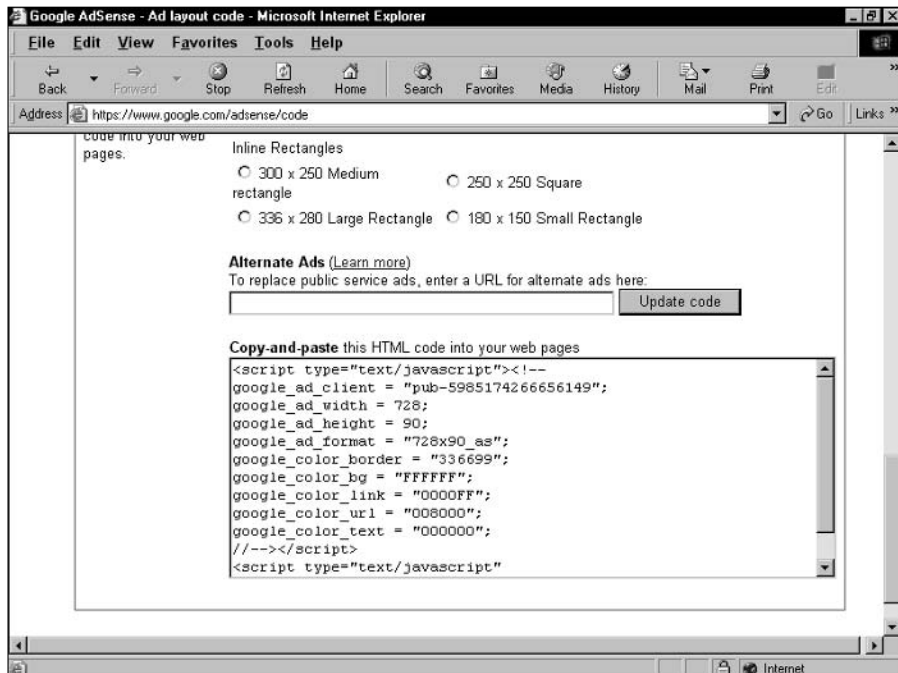 Google AdSense - Ad layout code - Microsoft Internet Explorer
File Edit View Favorites Tools Help
Back Forward Stop Refresh Home Search Favorites Media History Mail Print Edit
Address https://www.google.com/adsense/code Go Links
code into your web
pages.
Inline Rectangles
300 x 250 Medium
rectangle
250 x 250 Square
336 x 280 Large Rectangle 180 x 150 Small Rectangle
Alternate Ads (Learn more)
To replace public service ads, enter a URL for alternate ads here:
Update code
Copy-and-paste this HTML code into your web pages
<script type="text/javascript"><!--
google_ad_client = "pub-5985174266656149";
google_ad_width = 728;
google_ad_height = 90;
google_ad_format = "728x90_as";
google_color_border = "336699";
google_color_bg = "FFFFFF";
google_color_link = "0000FF";
google_color_url = "008000";
google_color_text = "000000";
//--></script>
<script type="text/javascript"
Internet